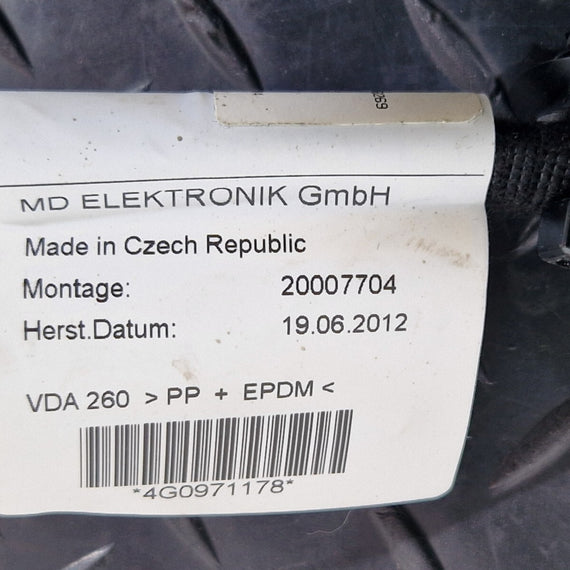 69
MD ELEKTRONIK GmbH
Made in Czech Republic
Montage: 20007704
Herst.Datum: 19.06.2012
VDA 260 >PP + EPDM<
*4G0971178*